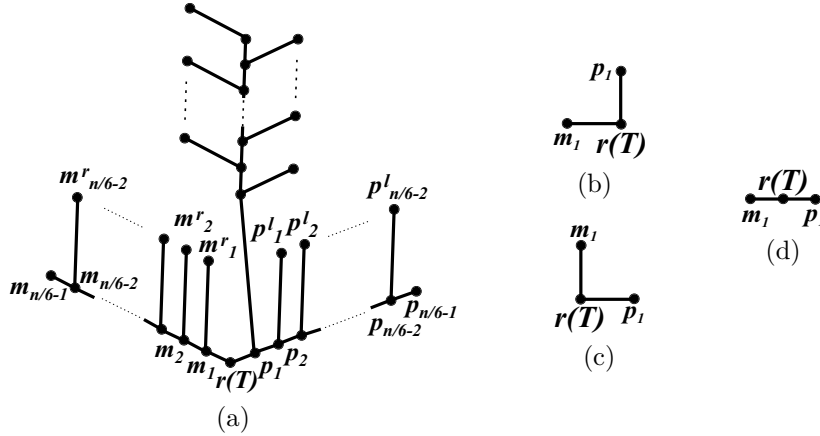 m^r_{n/6-2}
m^r_2
m^r_1
p^l_1
p^l_2
p^l_{n/6-2}
m_{n/6-1}
m_{n/6-2}
m_2
m_1
r(T)
p_1
p_2
p_{n/6-2}
p_{n/6-1}
(a)
p_1
m_1
r(T)
(b)
m_1
r(T)
p_1
(c)
r(T)
m_1
p_1
(d)